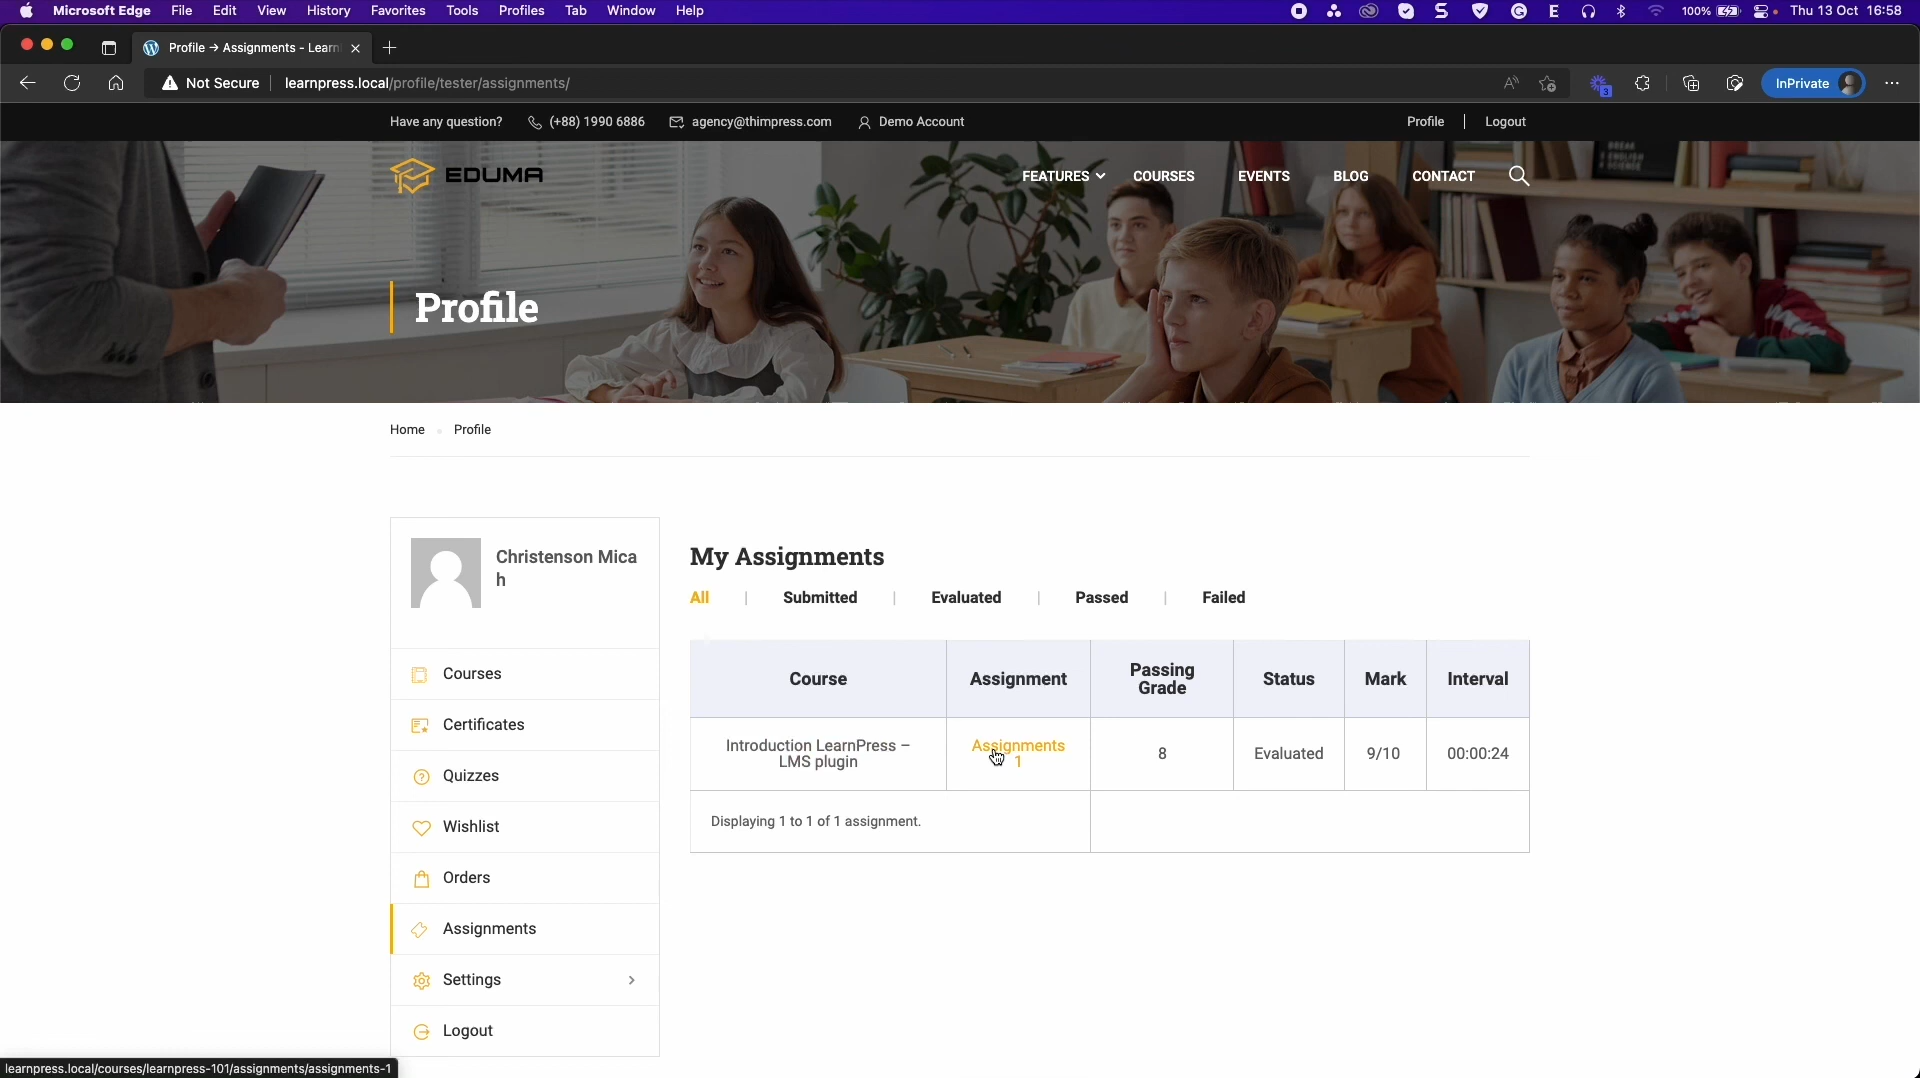 Microsoft Edge File Edit View History Favorites Tools Profiles Tab Window Help 100% Thu 13 Oct 16:58
Profile → Assignments - Learn
Not Secure learnpress.local/profile/tester/assignments/ 3 InPrivate
Have any question? (+88) 1990 6886 agency@thimpress.com Demo Account Profile Logout
EDUMA FEATURES COURSES EVENTS BLOG CONTACT
Profile
Home Profile
Christenson Mica
h
Courses
Certificates
Quizzes
Wishlist
Orders
Assignments
Settings
Logout
My Assignments
All | Submitted | Evaluated | Passed | Failed
Course Assignment Passing Grade Status Mark Interval
Introduction LearnPress – Assignments 8 Evaluated 9/10 00:00:24
LMS plugin 1
Displaying 1 to 1 of 1 assignment.
learnpress.local/courses/learnpress-101/assignments/assignments-1